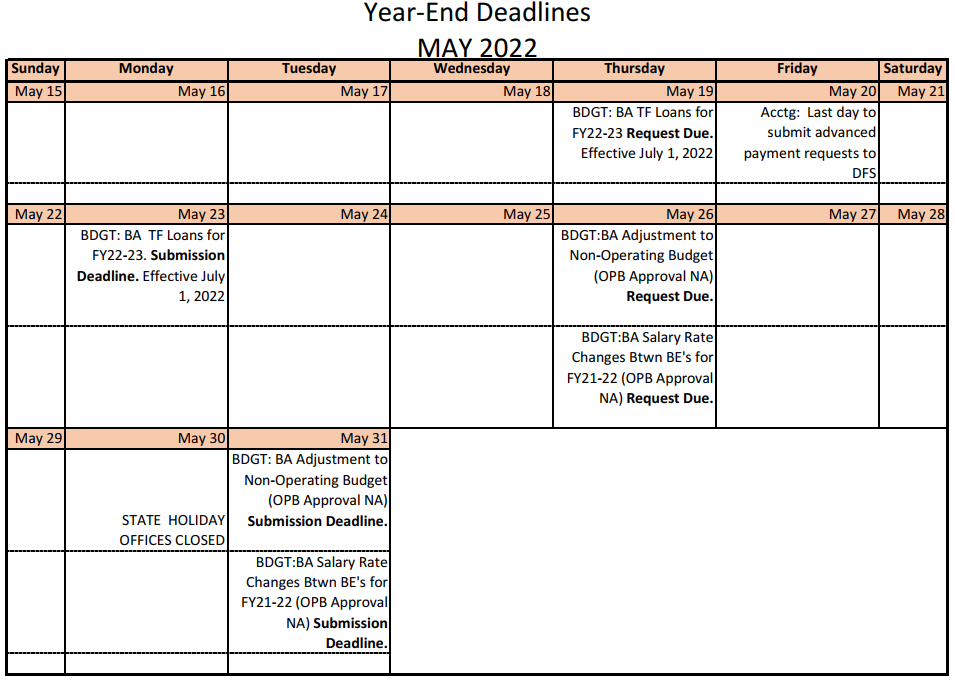 Year-End Deadlines
MAY 2022
Sunday Monday Tuesday Wednesday Thursday Friday Saturday
May 15 May 16 May 17 May 18 May 19 May 20 May 21
BDGT: BA TF Loans for
FY22-23 Request Due.
Effective July 1, 2022
Acctg: Last day to
submit advanced
payment requests to
DFS
May 22 May 23 May 24 May 25 May 26 May 27 May 28
BDGT: BA TF Loans for
FY22-23. Submission
Deadline. Effective July
1, 2022
BDGT:BA Adjustment to
Non-Operating Budget
(OPB Approval NA)
Request Due.
BDGT:BA Salary Rate
Changes Btwn BE's for
FY21-22 (OPB Approval
NA) Request Due.
May 29 May 30 May 31
STATE HOLIDAY
OFFICES CLOSED
BDGT: BA Adjustment to
Non-Operating Budget
(OPB Approval NA)
Submission Deadline.
BDGT:BA Salary Rate
Changes Btwn BE's for
FY21-22 (OPB Approval
NA) Submission
Deadline.